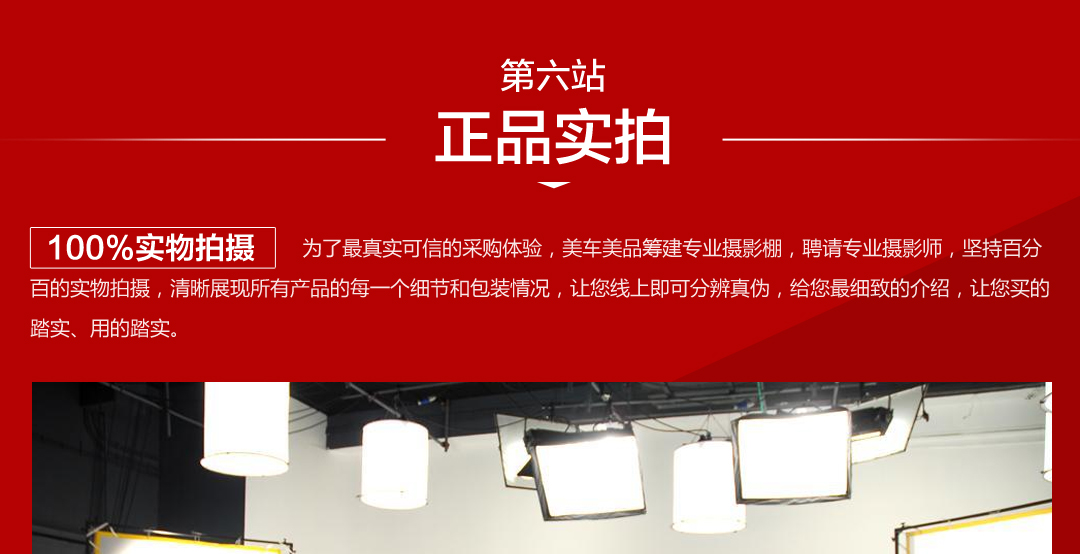 第六站
正品实拍
100%实物拍摄 为了最真实可信的采购体验，美车美品筹建专业摄影棚，聘请专业摄影师，坚持百分
百的实物拍摄，清晰展现所有产品的每一个细节和包装情况，让您线上即可分辨真伪，给您最细致的介绍，让您买的
踏实、用的踏实。